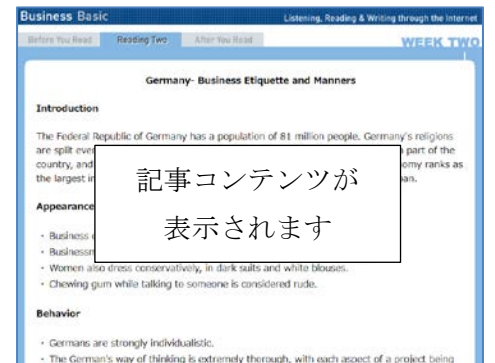 Business Basic
Listening, Reading & Writing through the Internet
Before You Read Reading Two After You Read
WEEK TWO
Germany- Business Etiquette and Manners
Introduction
The Federal Republic of Germany has a population of 81 million people. Germany's religions
are split part of the
country, and ranks as
the largest
記事コンテンツが
表示されます
Appearance
· Business
·
· Women also dress conservatively, in dark suits and white blouses.
· Chewing gum while talking to someone is considered rude.
Behavior
· Germans are strongly individualistic.
· The German's way of thinking is extremely thorough, with each aspect of a project being